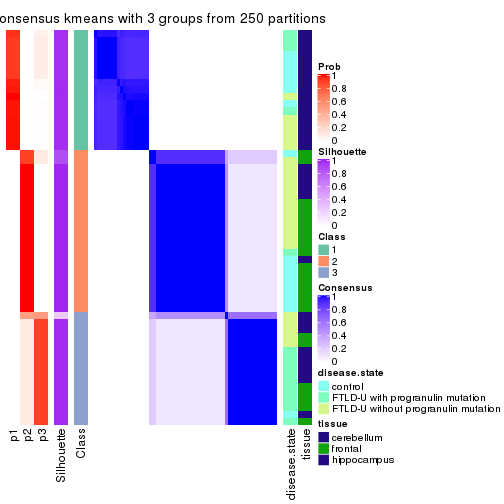 onsensus kmeans with 3 groups from 250 partitions
Prob
1
0.8
0.6
0.4
0.2
0
Silhouette
1
0.8
0.6
0.4
0.2
0
Class
1
2
3
Consensus
1
0.8
0.6
0.4
0.2
0
disease.state
control
FTLD-U with progranulin mutation
FTLD-U without progranulin mutation
tissue
cerebellum
frontal
hippocampus
p1
p2
p3
Silhouette
Class
disease.state
tissue